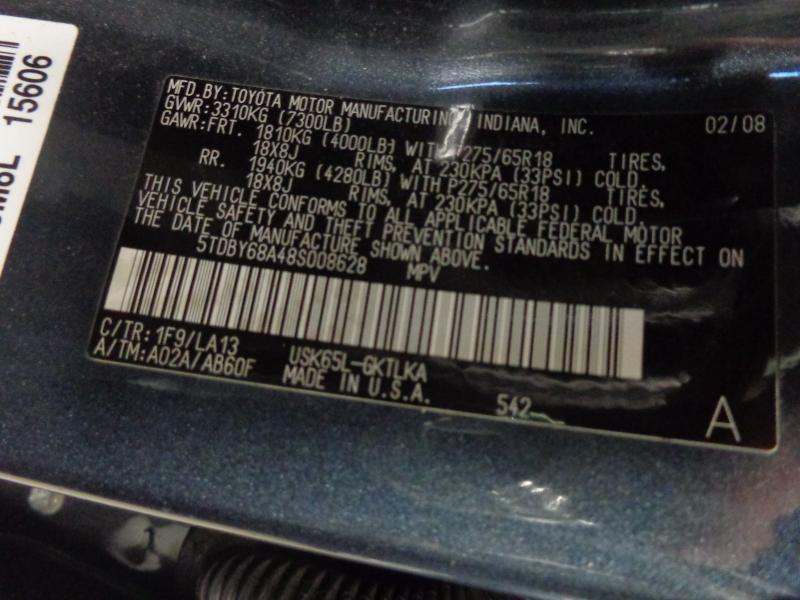 15606
MFD.BY:TOYOTA MOTOR MANUFACTURING INDIANA, INC. 02/08
GVWR:3310KG (7300LB)
GAWR:FRT. 1810KG (4000LB) WITH P275/65R18 TIRES,
18X8J RIMS, AT 230KPA (33PSI) COLD.
RR. 1940KG (4280LB) WITH P275/65R18 TIRES,
18X8J RIMS, AT 230KPA (33PSI) COLD.
THIS VEHICLE CONFORMS TO ALL APPLICABLE FEDERAL MOTOR
VEHICLE SAFETY AND THEFT PREVENTION STANDARDS IN EFFECT ON
THE DATE OF MANUFACTURE SHOWN ABOVE.
5TDBY68A48S008628 MPV
C/TR:1F9/LA13 USK65L-GKTLKA
A/TM:A02A/AB60F MADE IN U.S.A. 542 A